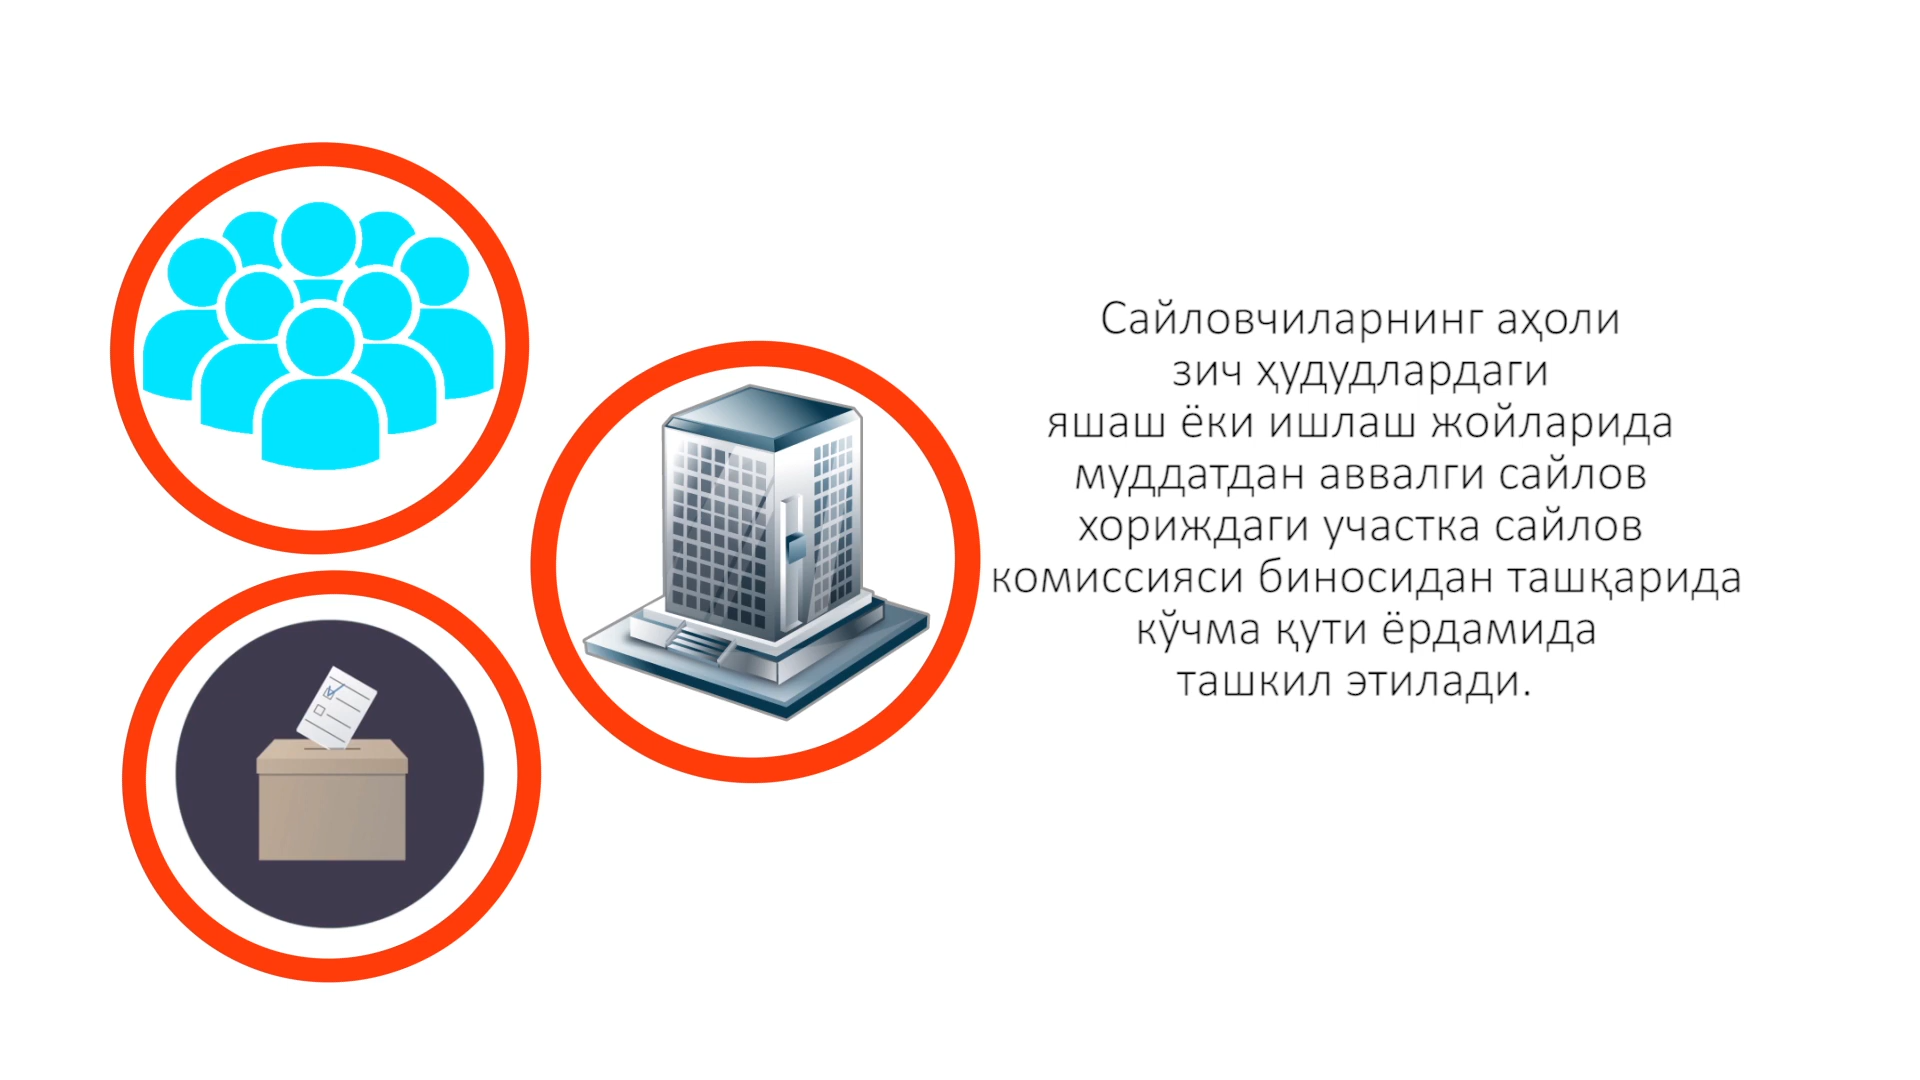 Сайловчиларнинг аҳоли
зич ҳудудлардаги
яшаш ёки ишлаш жойларида
муддатдан аввалги сайлов
хориждаги участка сайлов
комиссияси биносидан ташқарида
кўчма қути ёрдамида
ташкил этилади.